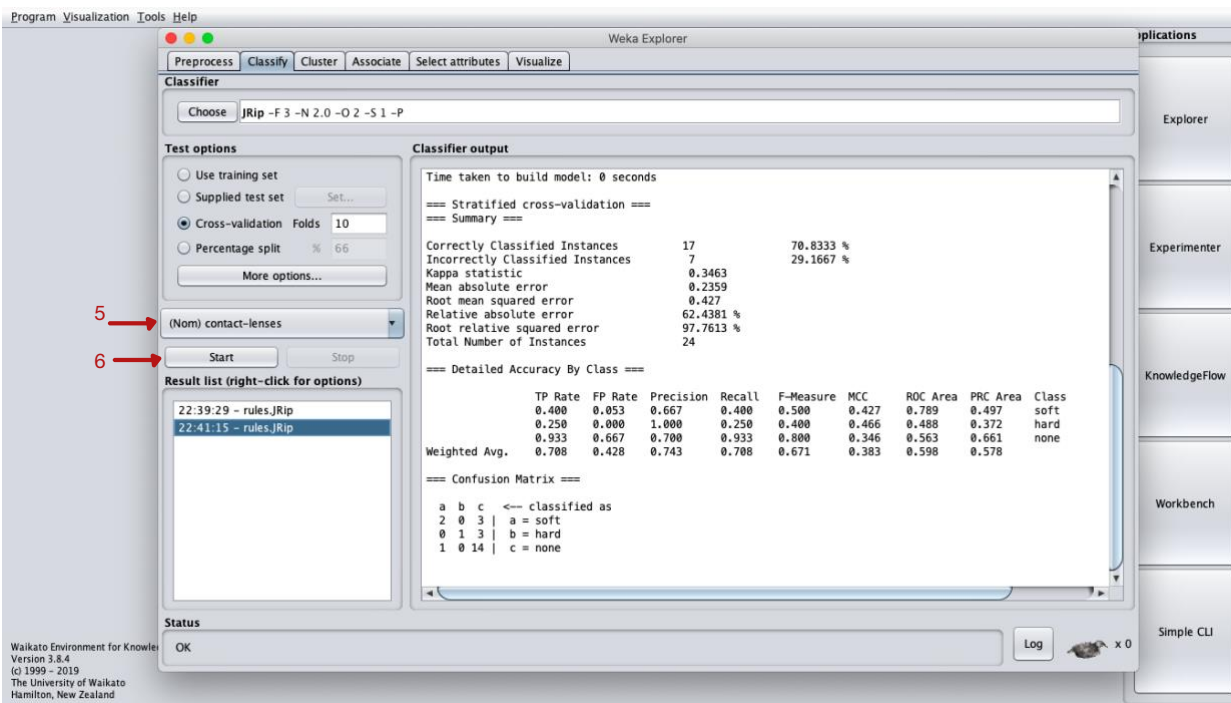 Program Visualization Tools Help
Weka Explorer
Preprocess Classify Cluster Associate Select attributes Visualize
Classifier
Choose JRip -F 3 -N 2.0 -O 2 -S 1 -P
Test options
Use training set
Supplied test set Set...
Cross-validation Folds 10
Percentage split % 66
More options...
5
(Nom) contact-lenses
6
Start Stop
Result list (right-click for options)
22:39:29 - rules.JRip
22:41:15 - rules.JRip
Classifier output
Time taken to build model: 0 seconds
=== Stratified cross-validation ===
=== Summary ===
Correctly Classified Instances 17 70.8333 %
Incorrectly Classified Instances 7 29.1667 %
Kappa statistic 0.3463
Mean absolute error 0.2359
Root mean squared error 0.427
Relative absolute error 62.4381 %
Root relative squared error 97.7613 %
Total Number of Instances 24
=== Detailed Accuracy By Class ===
TP Rate FP Rate Precision Recall F-Measure MCC ROC Area PRC Area Class
0.400 0.053 0.667 0.400 0.500 0.427 0.789 0.497 soft
0.250 0.000 1.000 0.250 0.400 0.466 0.488 0.372 hard
0.933 0.667 0.700 0.933 0.800 0.346 0.563 0.661 none
Weighted Avg. 0.708 0.428 0.743 0.708 0.671 0.383 0.598 0.578
=== Confusion Matrix ===
a b c <-- classified as
2 0 3 | a = soft
0 1 3 | b = hard
1 0 14 | c = none
Status
OK
Log x 0
plications
Explorer
Experimenter
KnowledgeFlow
Workbench
Simple CLI
Waikato Environment for Knowle
Version 3.8.4
(c) 1999 - 2019
The University of Waikato
Hamilton, New Zealand